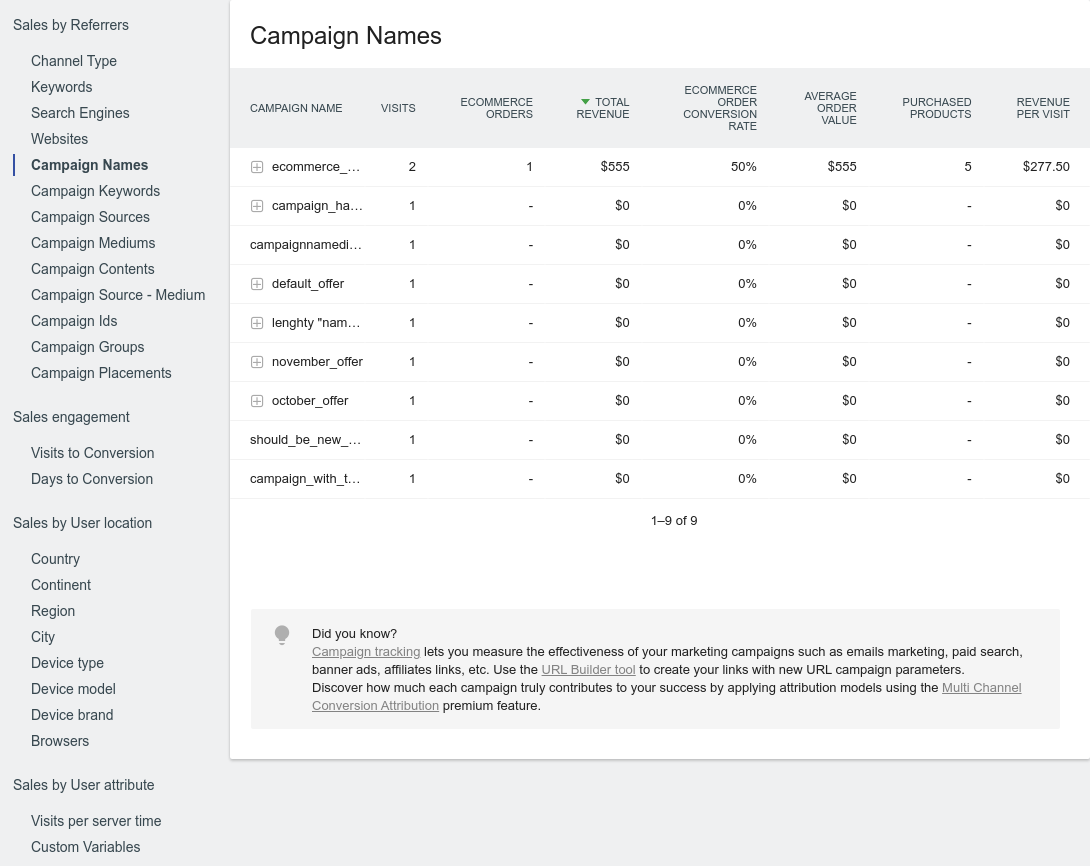 Sales by Referrers
Channel Type
Keywords
Search Engines
Websites
Campaign Names
Campaign Keywords
Campaign Sources
Campaign Mediums
Campaign Contents
Campaign Source - Medium
Campaign Ids
Campaign Groups
Campaign Placements
Sales engagement
Visits to Conversion
Days to Conversion
Sales by User location
Country
Continent
Region
City
Device type
Device model
Device brand
Browsers
Sales by User attribute
Visits per server time
Custom Variables
Campaign Names
CAMPAIGN NAME VISITS ECOMMERCE ORDERS TOTAL REVENUE ECOMMERCE ORDER CONVERSION RATE AVERAGE ORDER VALUE PURCHASED PRODUCTS REVENUE PER VISIT
ecommerce_... 2 1 $555 50% $555 5 $277.50
campaign_ha... 1 - $0 0% $0 - $0
campaignnamedi... 1 - $0 0% $0 - $0
default_offer 1 - $0 0% $0 - $0
lenghty "nam... 1 - $0 0% $0 - $0
november_offer 1 - $0 0% $0 - $0
october_offer 1 - $0 0% $0 - $0
should_be_new_... 1 - $0 0% $0 - $0
campaign_with_t... 1 - $0 0% $0 - $0
1–9 of 9
Did you know?
Campaign tracking lets you measure the effectiveness of your marketing campaigns such as emails marketing, paid search,
banner ads, affiliates links, etc. Use the URL Builder tool to create your links with new URL campaign parameters.
Discover how much each campaign truly contributes to your success by applying attribution models using the Multi Channel
Conversion Attribution premium feature.